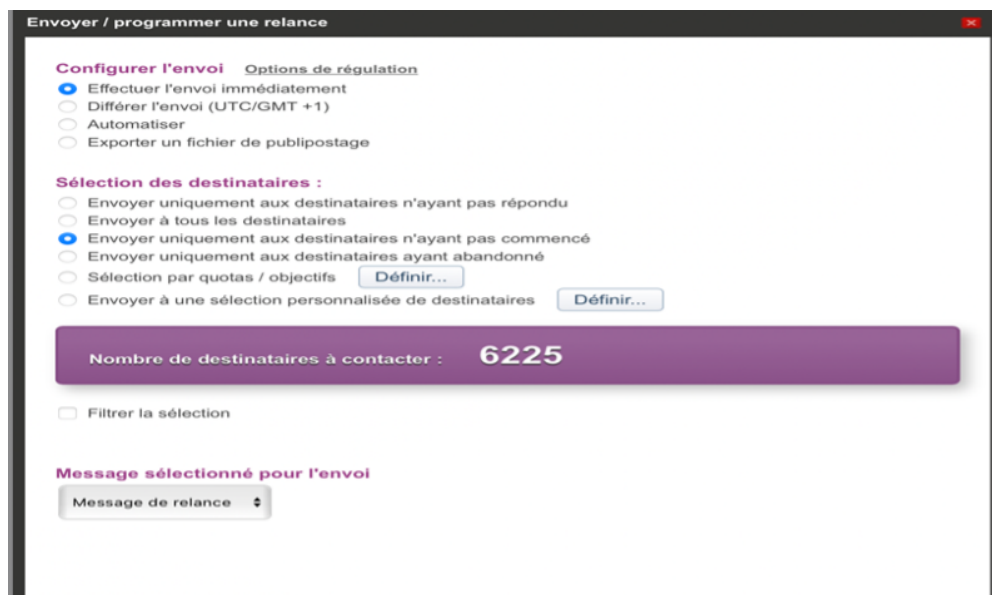 Envoyer / programmer une relance
Configurer l'envoi Options de régulation
Effectuer l'envoi immédiatement
Différer l'envoi (UTC/GMT +1)
Automatiser
Exporter un fichier de publipostage
Sélection des destinataires :
Envoyer uniquement aux destinataires n'ayant pas répondu
Envoyer à tous les destinataires
Envoyer uniquement aux destinataires n'ayant pas commencé
Envoyer uniquement aux destinataires ayant abandonné
Sélection par quotas / objectifs Définir...
Envoyer à une sélection personnalisée de destinataires Définir...
Nombre de destinataires à contacter : 6225
Filtrer la sélection
Message sélectionné pour l'envoi
Message de relance